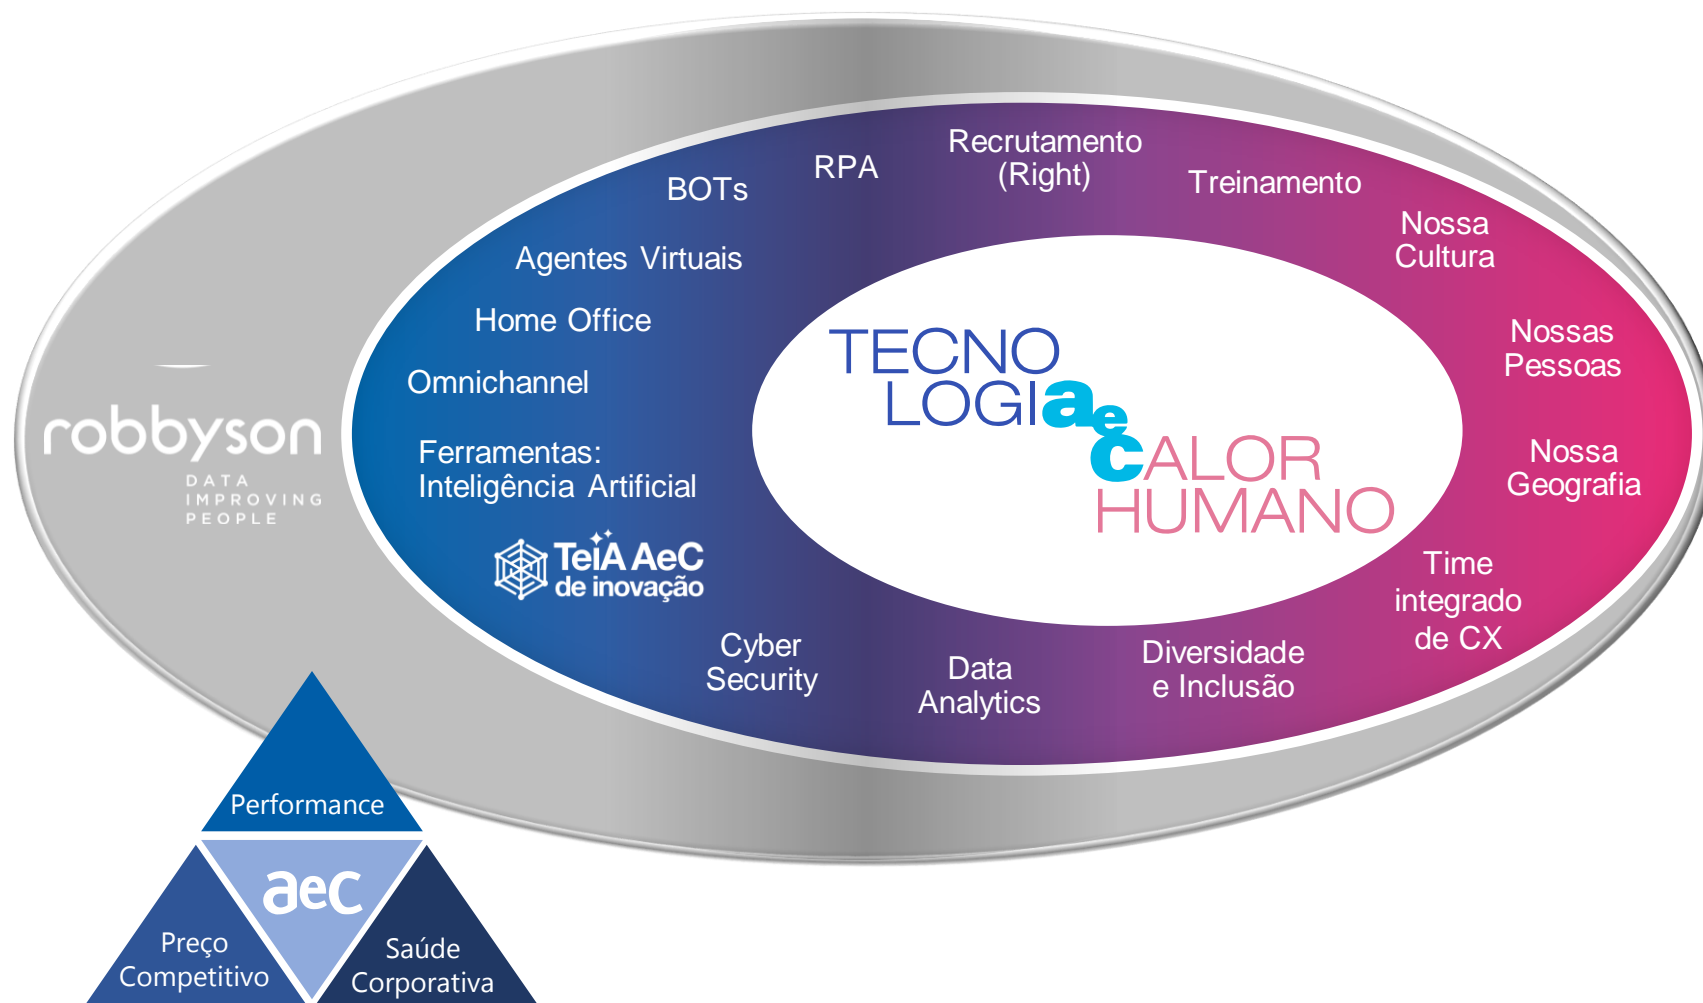 RPA
Recrutamento
(Right)
BOTs
Treinamento
Nossa
Cultura
Agentes Virtuais
Home Office
Nossas
Pessoas
Omnichannel
TECNO
LOGIaec
CALOR
HUMANO
robbyson
DATA
IMPROVING
PEOPLE
Ferramentas:
Inteligência Artificial
Nossa
Geografia
TeiA AeC
de inovação
Time
integrado
de CX
Cyber
Security
Data
Analytics
Diversidade
e Inclusão
Performance
aeC
Preço
Competitivo
Saúde
Corporativa